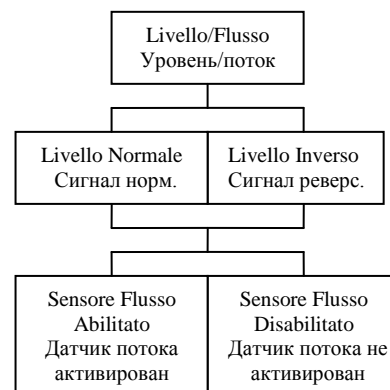 Livello/Flusso
Уровень/поток
Livello Normale
Сигнал норм.
Livello Inverso
Сигнал реверс.
Sensore Flusso
Abilitato
Датчик потока
активирован
Sensore Flusso
Disabilitato
Датчик потока не
активирован